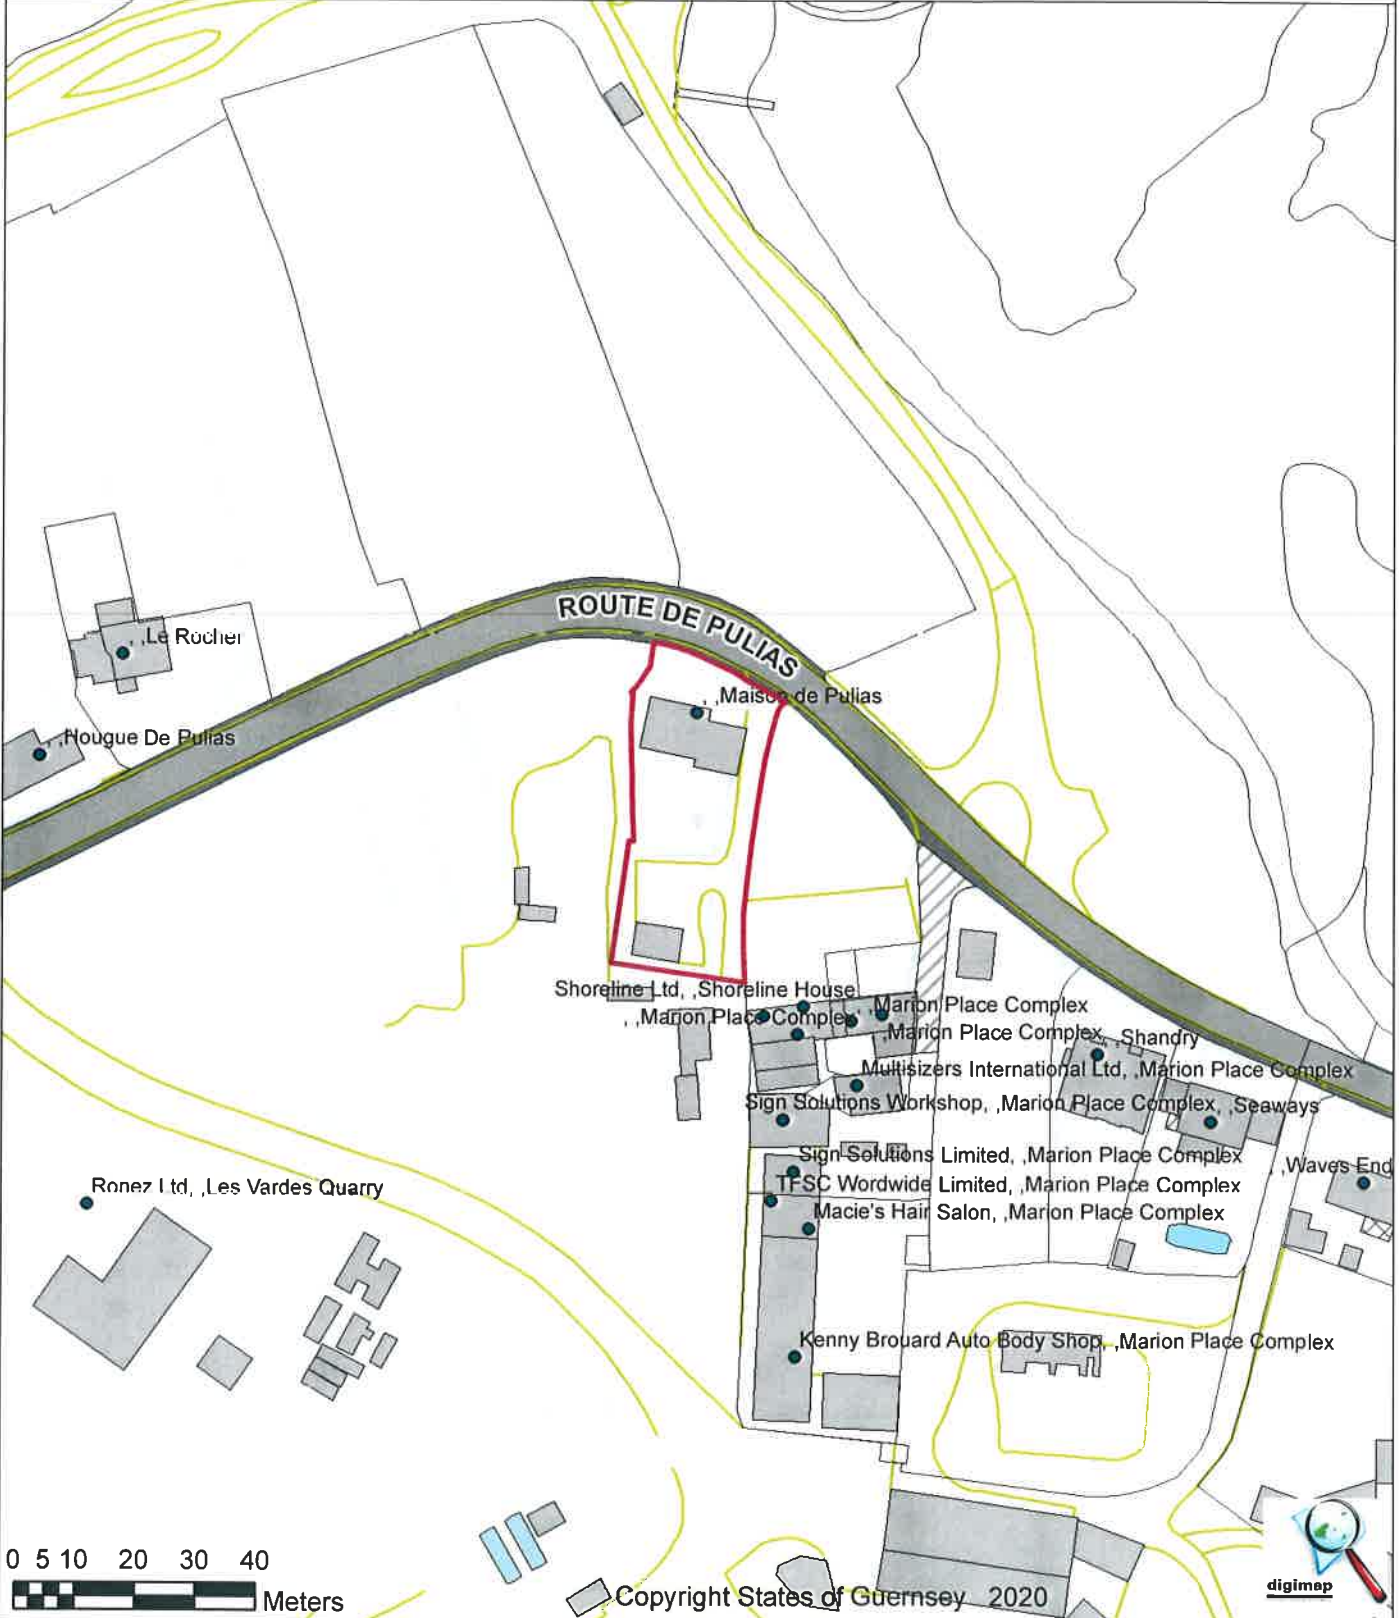 ROUTE DE PULIAS
, ,Le Rocher
, ,Maison de Pulias
, ,Hougue De Pulias
Shoreline Ltd, ,Shoreline House
, ,Marion Place Complex
, ,Marion Place Complex
, ,Marion Place Complex, ,Shandry
Multisizers International Ltd, ,Marion Place Complex
Sign Solutions Workshop, ,Marion Place Complex, ,Seaways
Sign Solutions Limited, ,Marion Place Complex
, ,Waves End
Ronez Ltd, ,Les Vardes Quarry
TFSC Wordwide Limited, ,Marion Place Complex
Macie's Hair Salon, ,Marion Place Complex
Kenny Brouard Auto Body Shop, ,Marion Place Complex
0 5 10 20 30 40
Meters
Copyright States of Guernsey 2020
digimap